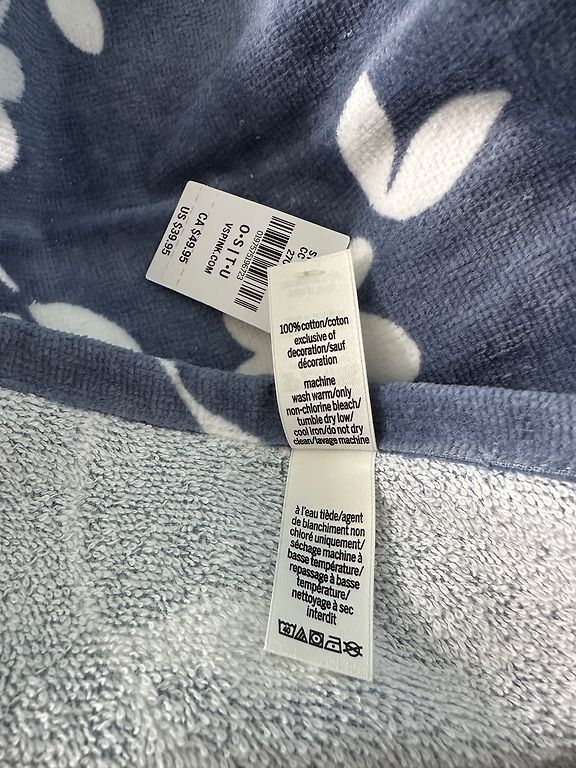 US $39.95
CA $49.95
VSPINK.COM
O•S | T•U
100%cotton/coton
exclusive of
decoration/sauf
décoration
machine
wash warm/only
non-chlorine bleach/
tumble dry low/
cool iron/do not dry
clean/lavage machine
à l'eau tiède/agent
de blanchiment non
chloré uniquement/
séchage machine à
basse température/
repassage à basse
température/
nettoyage à sec
interdit